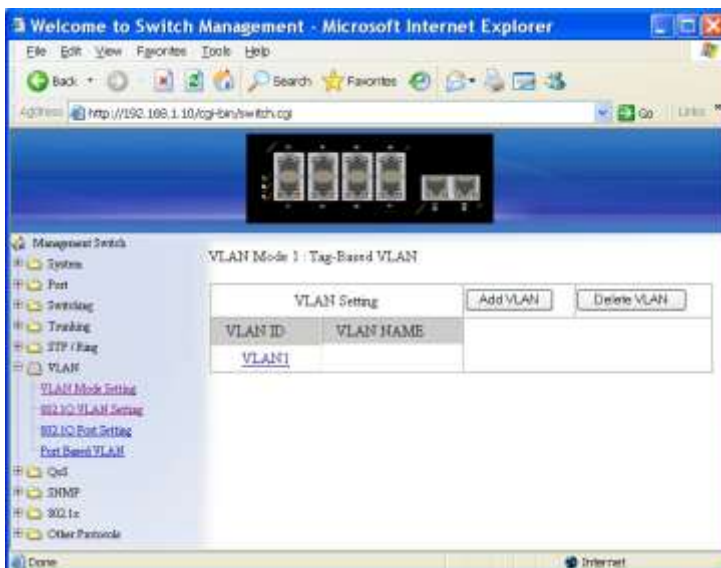 Welcome to Switch Management - Microsoft Internet Explorer
File Edit View Favorites Tools Help
Back Search Favorites
Address http://192.168.1.10/cgi-bin/switch.cgi Go Links
Management Switch
System
Port
Switching
Trunking
STP / Ring
VLAN
VLAN Mode Setting
802.1Q VLAN Setting
802.1Q Port Setting
Port Based VLAN
QoS
SNMP
802.1x
Other Protocols
VLAN Mode 1 : Tag-Based VLAN
VLAN Setting Add VLAN Delete VLAN
VLAN ID VLAN NAME
VLAN1
Done Internet